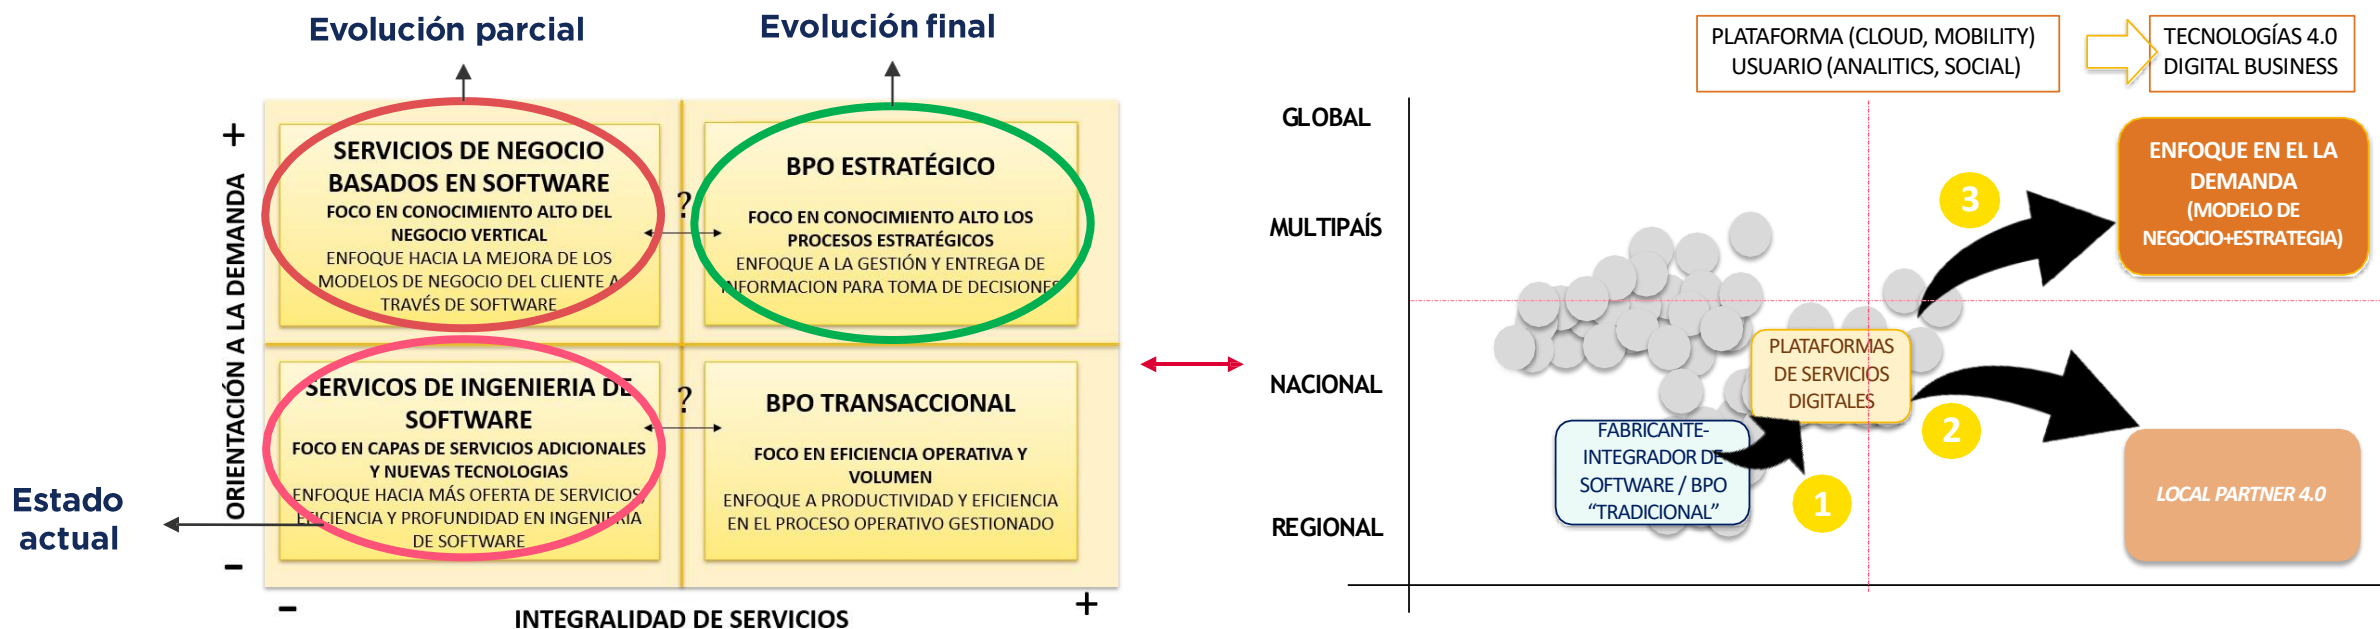 Evolución parcial
Evolución final
+
ORIENTACIÓN A LA DEMANDA
–
SERVICIOS DE NEGOCIO
BASADOS EN SOFTWARE
FOCO EN CONOCIMIENTO ALTO DEL
NEGOCIO VERTICAL
ENFOQUE HACIA LA MEJORA DE LOS
MODELOS DE NEGOCIO DEL CLIENTE A
TRAVÉS DE SOFTWARE
?
BPO ESTRATÉGICO
FOCO EN CONOCIMIENTO ALTO LOS
PROCESOS ESTRATÉGICOS
ENFOQUE A LA GESTIÓN Y ENTREGA DE
INFORMACION PARA TOMA DE DECISIONES
SERVICOS DE INGENIERIA DE
SOFTWARE
FOCO EN CAPAS DE SERVICIOS ADICIONALES
Y NUEVAS TECNOLOGIAS
ENFOQUE HACIA MÁS OFERTA DE SERVICIOS,
EFICIENCIA Y PROFUNDIDAD EN INGENIERIA
DE SOFTWARE
?
BPO TRANSACCIONAL
FOCO EN EFICIENCIA OPERATIVA Y
VOLUMEN
ENFOQUE A PRODUCTIVIDAD Y EFICIENCIA
EN EL PROCESO OPERATIVO GESTIONADO
Estado
actual
–
INTEGRALIDAD DE SERVICIOS
+
PLATAFORMA (CLOUD, MOBILITY)
USUARIO (ANALITICS, SOCIAL)
TECNOLOGÍAS 4.0
DIGITAL BUSINESS
GLOBAL
MULTIPAÍS
NACIONAL
REGIONAL
ENFOQUE EN EL LA
DEMANDA
(MODELO DE
NEGOCIO+ESTRATEGIA)
3
PLATAFORMAS
DE SERVICIOS
DIGITALES
2
FABRICANTE-
INTEGRADOR DE
SOFTWARE / BPO
“TRADICIONAL”
1
LOCAL PARTNER 4.0